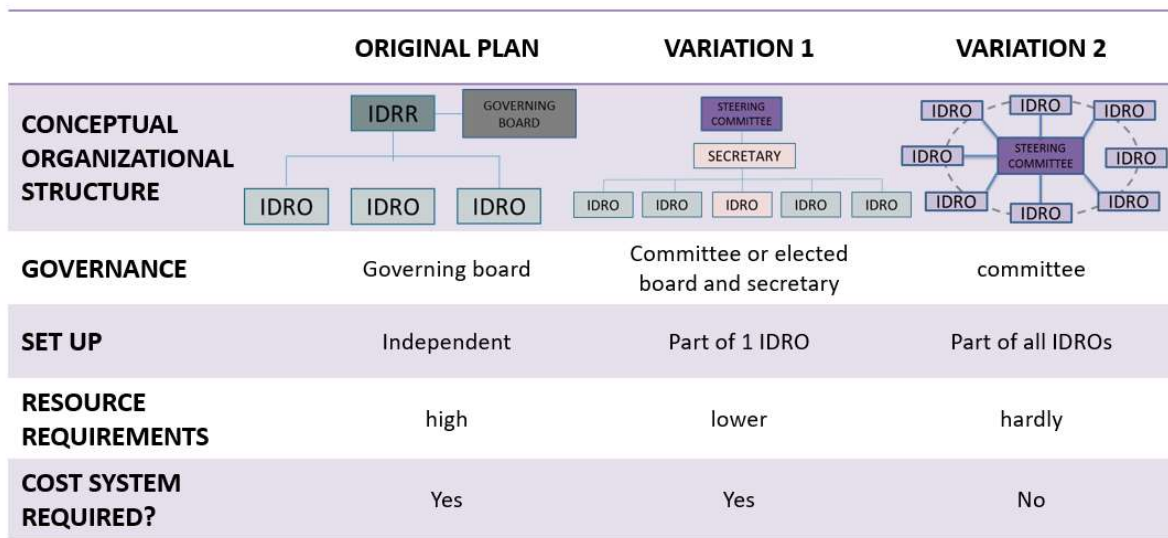 ORIGINAL PLAN VARIATION 1 VARIATION 2
CONCEPTUAL
ORGANIZATIONAL
STRUCTURE
IDRR
GOVERNING
BOARD
IDRO IDRO IDRO
STEERING
COMMITTEE
SECRETARY
IDRO IDRO IDRO IDRO IDRO
IDRO IDRO IDRO
IDRO STEERING
COMMITTEE IDRO
IDRO IDRO IDRO
GOVERNANCE
Governing board
Committee or elected
board and secretary
committee
SET UP Independent Part of 1 IDRO Part of all IDROs
RESOURCE
REQUIREMENTS
high lower hardly
COST SYSTEM
REQUIRED?
Yes Yes No